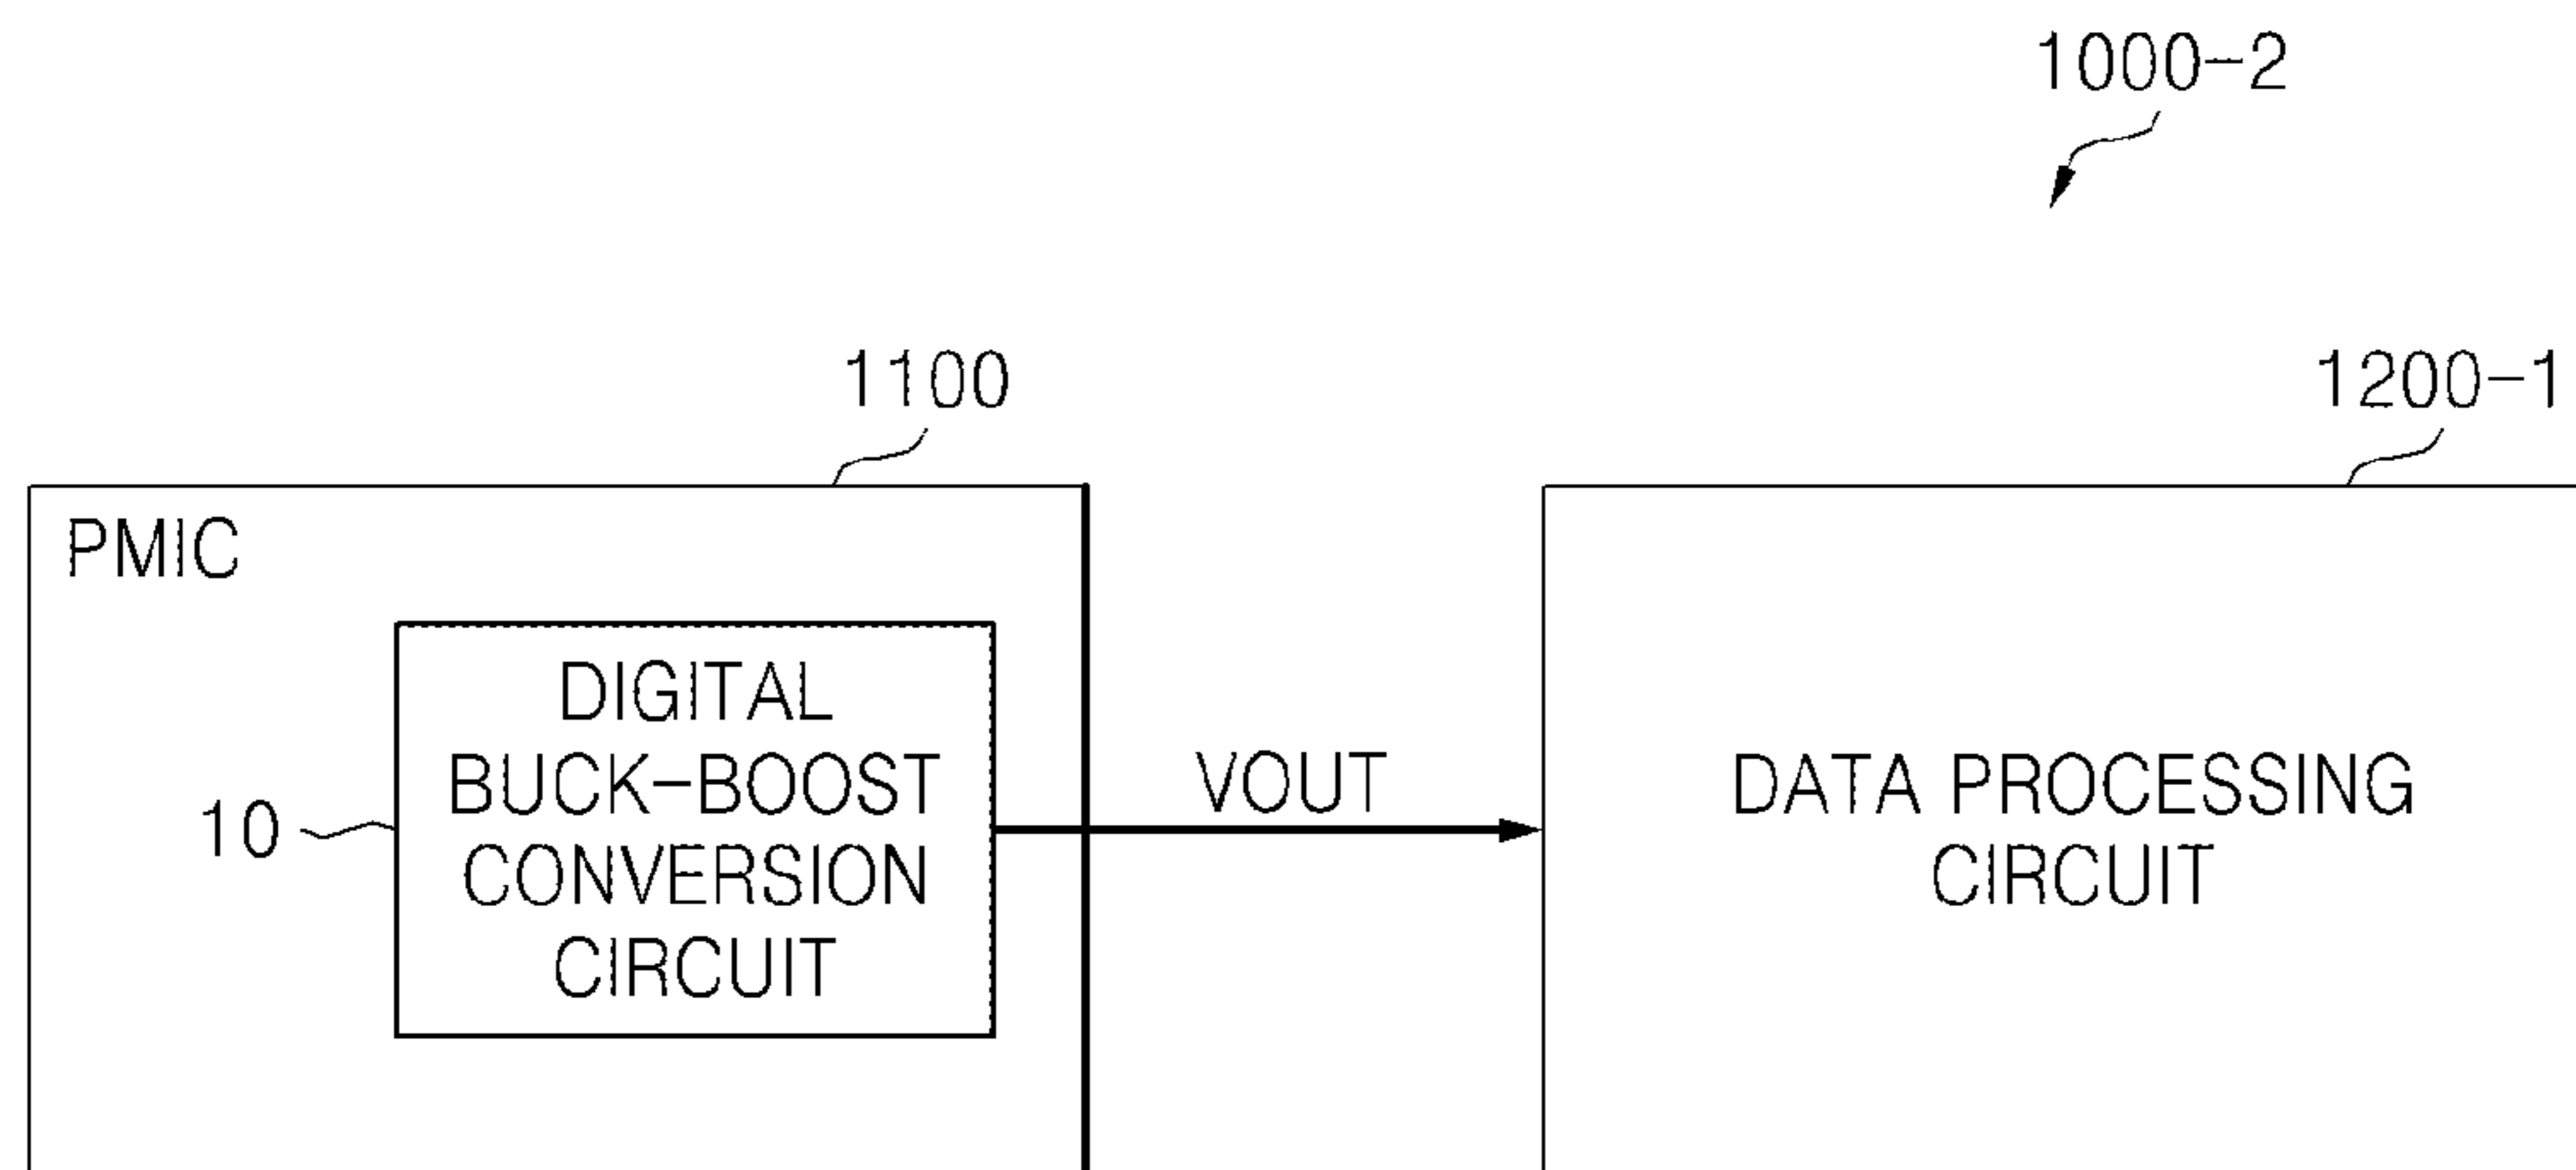 1000-2
1100
1200-1
PMIC
DIGITAL
BUCK-BOOST
CONVERSION
CIRCUIT
10
VOUT
DATA PROCESSING
CIRCUIT